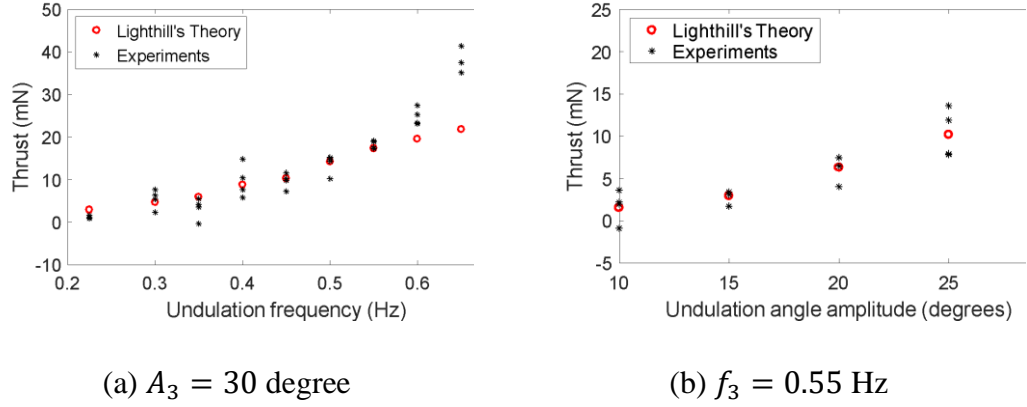 50
40
30
20
10
0
-10
Thrust (mN)
Lighthill's Theory
Experiments
0.2 0.3 0.4 0.5 0.6
Undulation frequency (Hz)
(a) A₃ = 30 degree
25
20
15
10
5
0
-5
Thrust (mN)
Lighthill's Theory
Experiments
10 15 20 25
Undulation angle amplitude (degrees)
(b) f₃ = 0.55 Hz